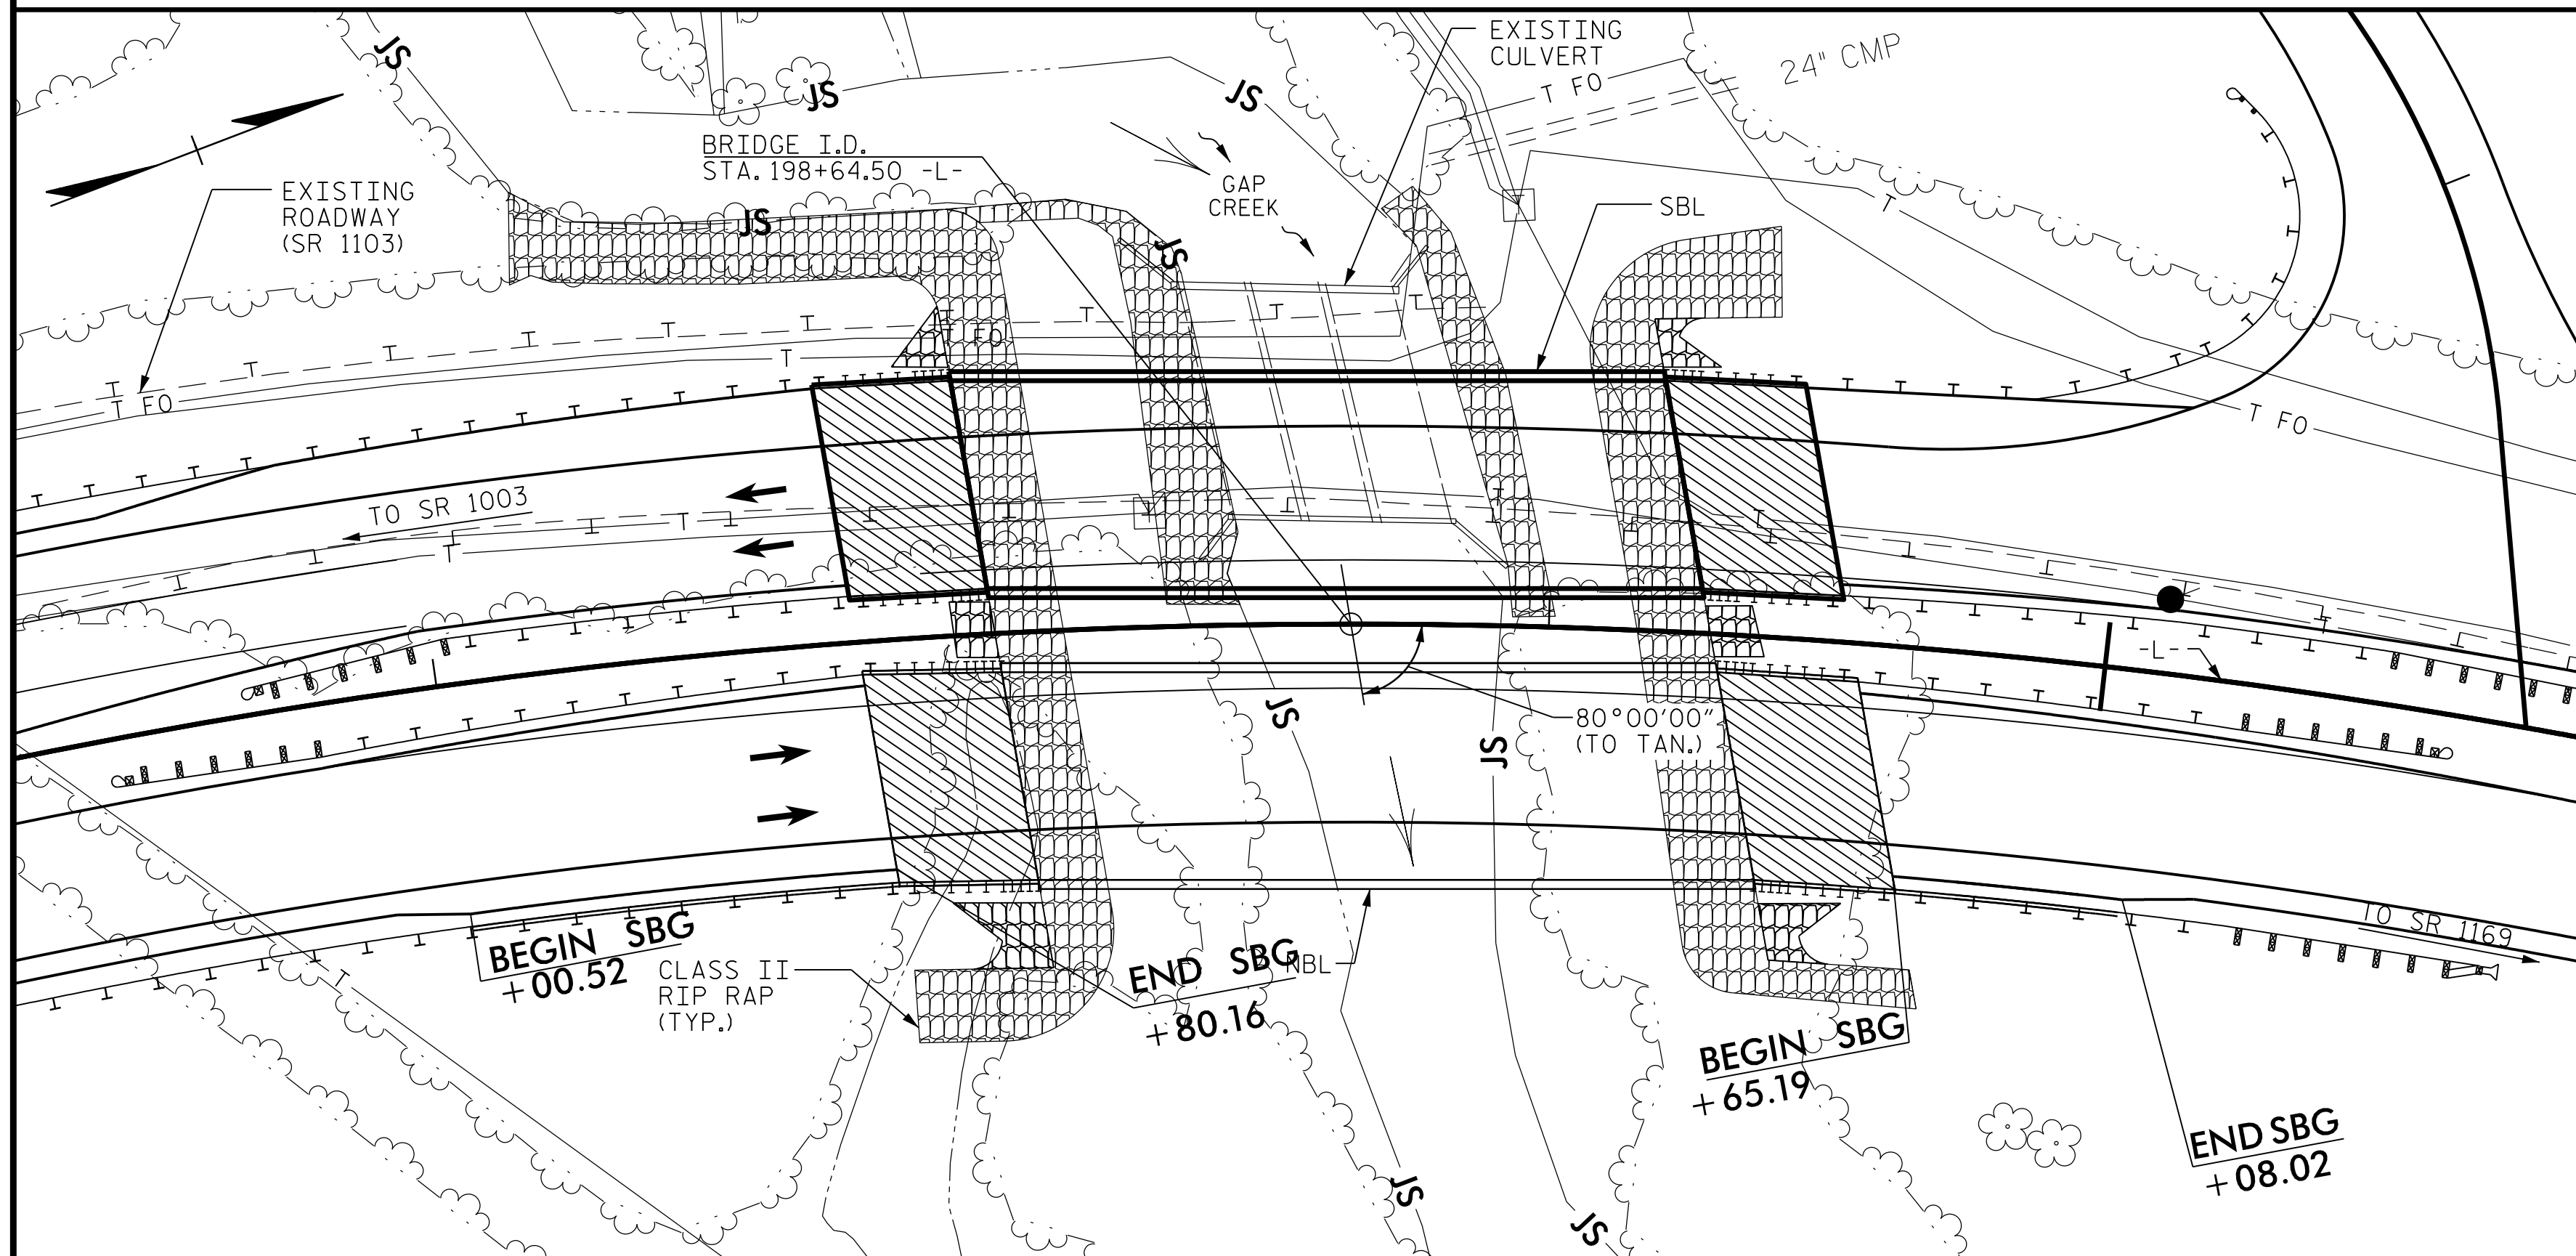 JS
JS
JS
EXISTING
CULVERT
T FO
24" CMP
BRIDGE I.D.
STA. 198+64.50 -L-
EXISTING
ROADWAY
(SR 1103)
GAP
CREEK
SBL
T
JS
JS
T FO
T
T FO
T FO
TO SR 1003
T
T
-L-
JS
JS
80°00'00"
(TO TAN.)
BEGIN SBG
+00.52
CLASS II
RIP RAP
(TYP.)
END SBG
+80.16
NBL
T
TO SR 1169
BEGIN SBG
+65.19
END SBG
+08.02
JS
JS